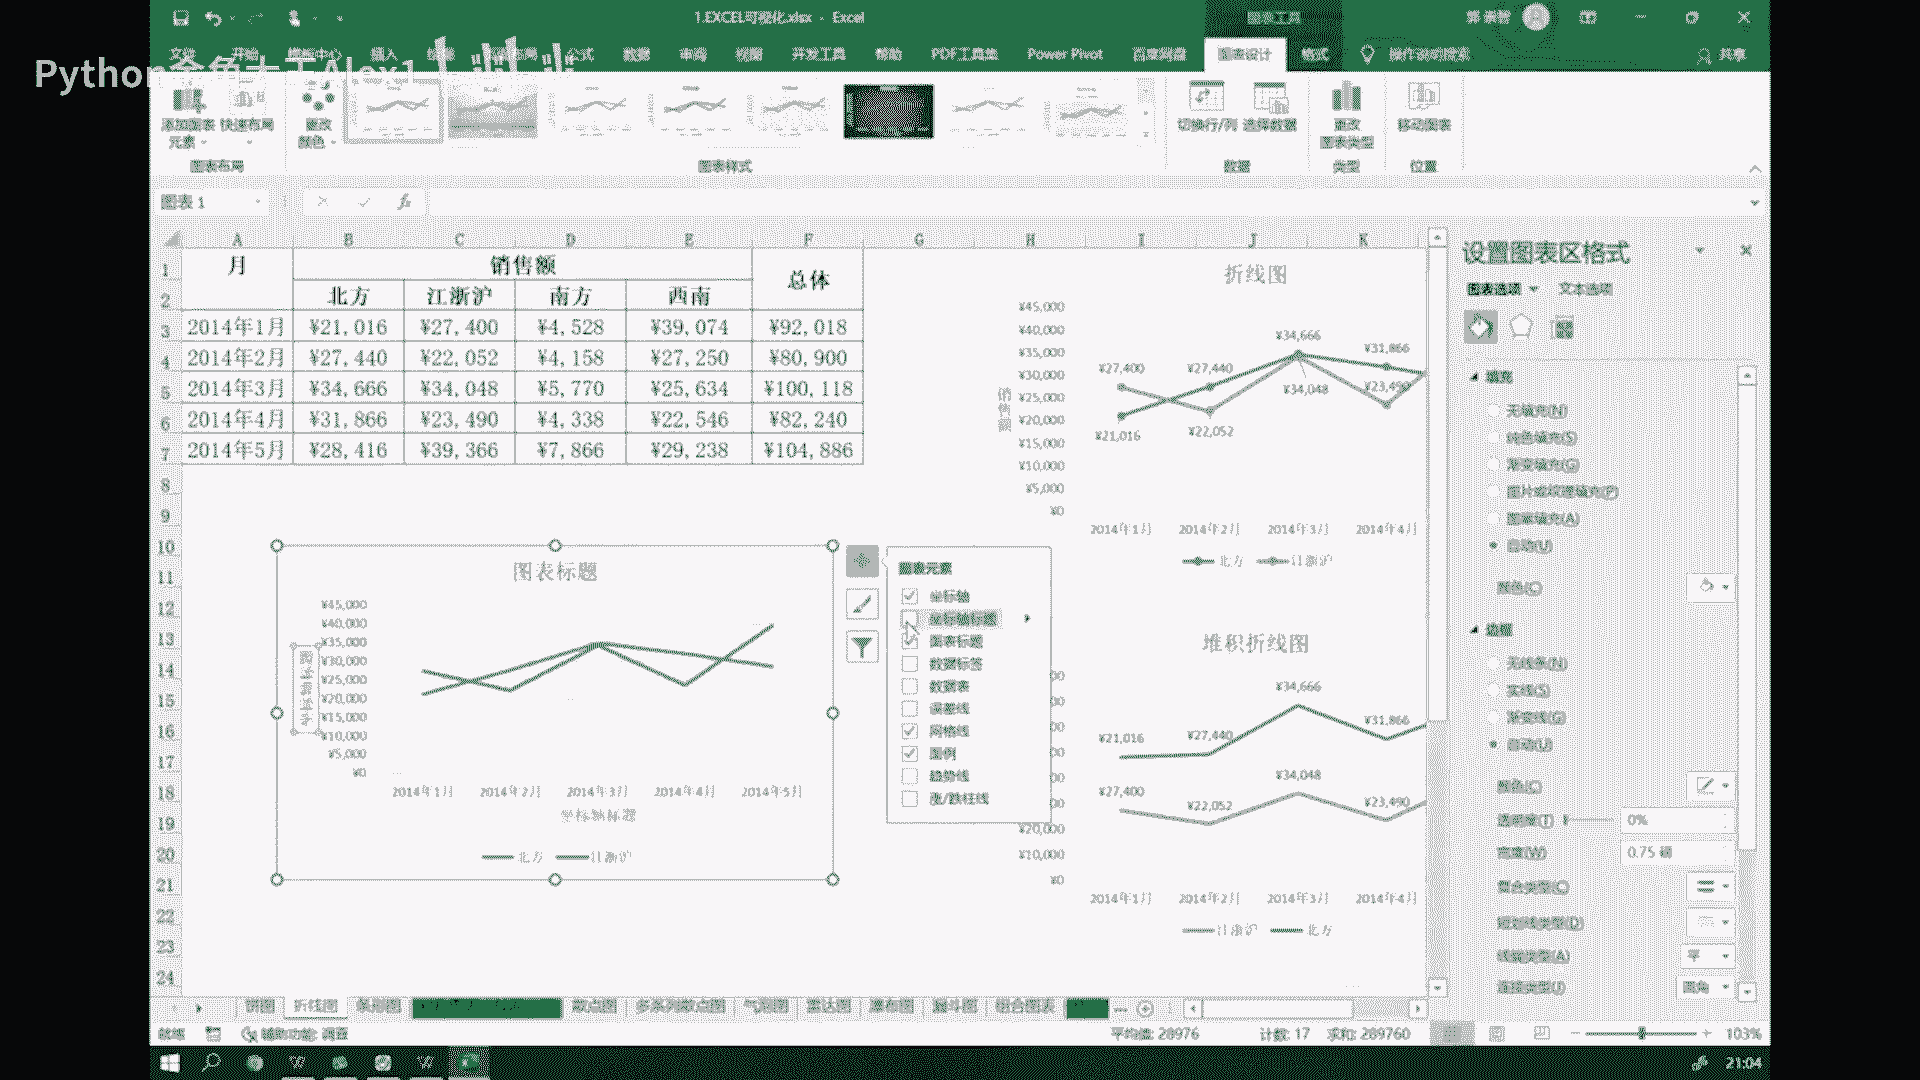 1.EXCEL可视化.xlsx - Excel
图表工具
文件 开始 插入 公式 数据 审阅 视图 开发工具 帮助 PDF工具集 Power Pivot 百度网盘 图表设计 格式 操作说明搜索 共享
Python
添加图表元素 快速布局 更改颜色 切换行/列 选择数据 更改图表类型 移动图表
图表布局 图表样式 数据 类型 位置
图表 1
fx
A B C D E F G H I J K
月 销售额 总体
北方 江浙沪 南方 西南
2014年1月 ¥21,016 ¥27,400 ¥4,528 ¥39,074 ¥92,018
2014年2月 ¥27,440 ¥22,052 ¥4,158 ¥27,250 ¥80,900
2014年3月 ¥34,666 ¥34,048 ¥5,770 ¥25,634 ¥100,118
2014年4月 ¥31,866 ¥23,490 ¥4,338 ¥22,546 ¥82,240
2014年5月 ¥28,416 ¥39,366 ¥7,866 ¥29,238 ¥104,886
1
2
3
4
5
6
7
8
9
10
11
12
13
14
15
16
17
18
19
20
21
22
23
24
图表标题
¥45,000
¥40,000
¥35,000
¥30,000
¥25,000
¥20,000
¥15,000
¥10,000
¥5,000
¥0
坐标轴标题
2014年1月 2014年2月 2014年3月 2014年4月 2014年5月
坐标轴标题
北方 江浙沪
图表元素
坐标轴
坐标轴标题
图表标题
数据标签
数据表
误差线
网格线
图例
趋势线
涨/跌柱线
折线图
¥45,000
¥40,000
¥35,000
¥30,000
¥25,000
¥20,000
¥15,000
¥10,000
¥5,000
¥0
销售额
¥34,666
¥31,866
¥27,400 ¥27,440
¥34,048 ¥23,490
¥21,016 ¥22,052
2014年1月 2014年2月 2014年3月 2014年4月
北方 江浙沪
堆积折线图
¥34,666
¥31,866
¥21,016 ¥27,440
¥34,048
¥27,400 ¥22,052 ¥23,490
¥20,000
¥10,000
¥0
2014年1月 2014年2月 2014年3月 2014年4月
江浙沪 北方
设置图表区格式
图表选项 文本选项
填充
无填充(N)
纯色填充(S)
渐变填充(G)
图片或纹理填充(P)
图案填充(A)
自动(U)
颜色(C)
边框
无线条(N)
实线(S)
渐变线(G)
自动(U)
颜色(C)
透明度(T) 0%
宽度(W) 0.75 磅
复合类型(C)
短划线类型(D)
线端类型(A) 平
连接类型(J) 圆角
饼图 折线图 条形图 散点图 多系列散点图 气泡图 雷达图 瀑布图 漏斗图 组合图表
就绪 辅助功能: 调查 平均值: 28976 计数: 17 求和: 289760 103%
21:04